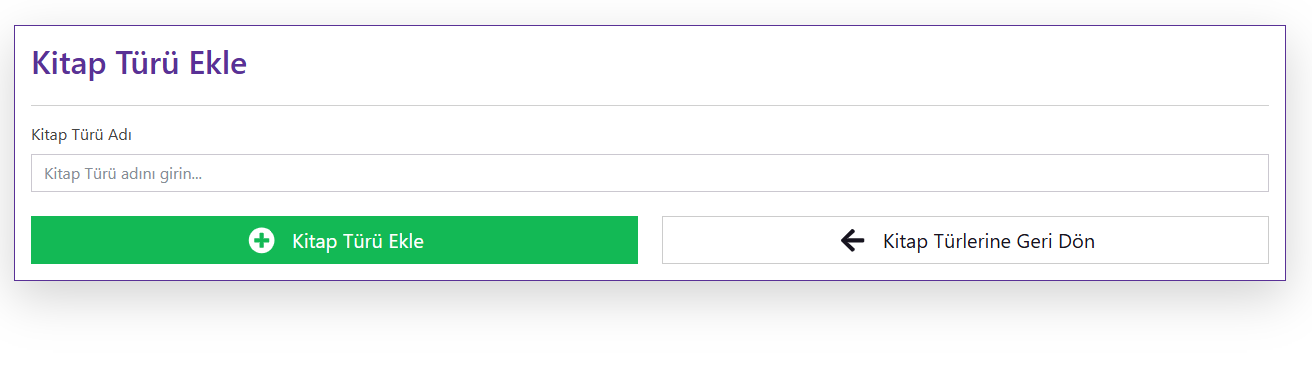 Kitap Türü Ekle
Kitap Türü Adı
Kitap Türü adını girin...
Kitap Türü Ekle
Kitap Türlerine Geri Dön